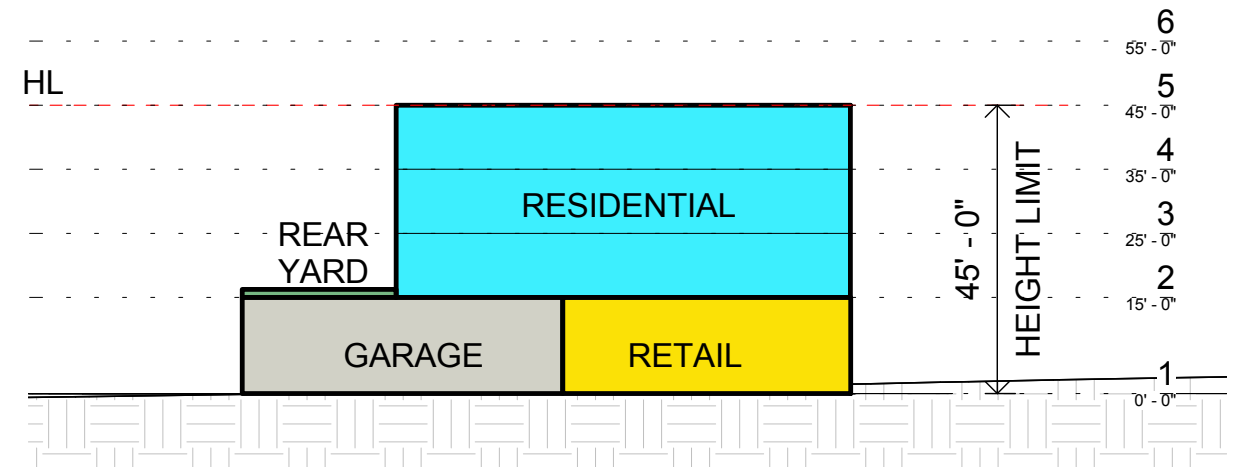 6
55' - 0"
HL
5
45' - 0"
4
35' - 0"
RESIDENTIAL
45' - 0"
HEIGHT LIMIT
3
25' - 0"
REAR
YARD
2
15' - 0"
GARAGE
RETAIL
1
0' - 0"